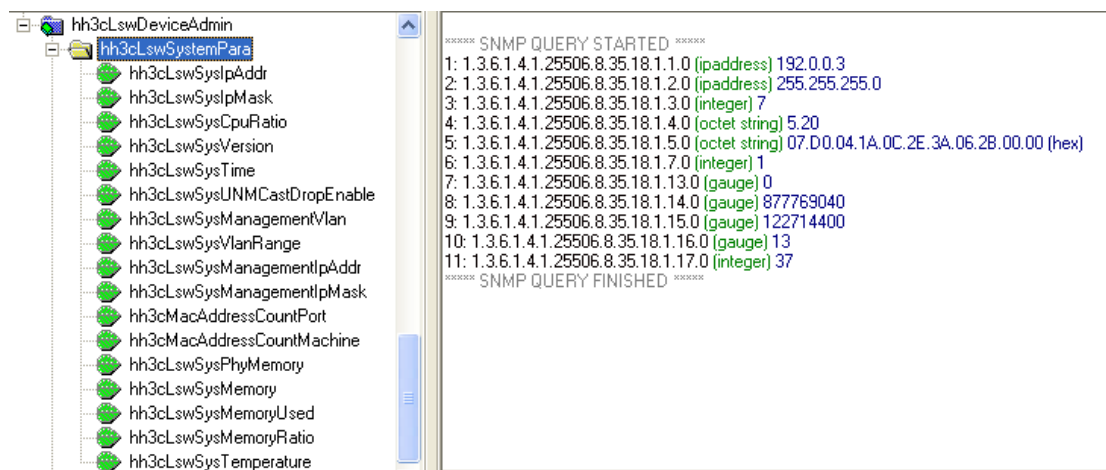 hh3cLswDeviceAdmin
hh3cLswSystemPara
hh3cLswSysIpAddr
hh3cLswSysIpMask
hh3cLswSysCpuRatio
hh3cLswSysVersion
hh3cLswSysTime
hh3cLswSysUNMCastDropEnable
hh3cLswSysManagementVlan
hh3cLswSysVlanRange
hh3cLswSysManagementIpAddr
hh3cLswSysManagementIpMask
hh3cMacAddressCountPort
hh3cMacAddressCountMachine
hh3cLswSysPhyMemory
hh3cLswSysMemory
hh3cLswSysMemoryUsed
hh3cLswSysMemoryRatio
hh3cLswSysTemperature
***** SNMP QUERY STARTED *****
1: 1.3.6.1.4.1.25506.8.35.18.1.1.0 (ipaddress) 192.0.0.3
2: 1.3.6.1.4.1.25506.8.35.18.1.2.0 (ipaddress) 255.255.255.0
3: 1.3.6.1.4.1.25506.8.35.18.1.3.0 (integer) 7
4: 1.3.6.1.4.1.25506.8.35.18.1.4.0 (octet string) 5.20
5: 1.3.6.1.4.1.25506.8.35.18.1.5.0 (octet string) 07.D0.04.1A.0C.2E.3A.06.2B.00.00 (hex)
6: 1.3.6.1.4.1.25506.8.35.18.1.7.0 (integer) 1
7: 1.3.6.1.4.1.25506.8.35.18.1.13.0 (gauge) 0
8: 1.3.6.1.4.1.25506.8.35.18.1.14.0 (gauge) 877769040
9: 1.3.6.1.4.1.25506.8.35.18.1.15.0 (gauge) 122714400
10: 1.3.6.1.4.1.25506.8.35.18.1.16.0 (gauge) 13
11: 1.3.6.1.4.1.25506.8.35.18.1.17.0 (integer) 37
***** SNMP QUERY FINISHED *****